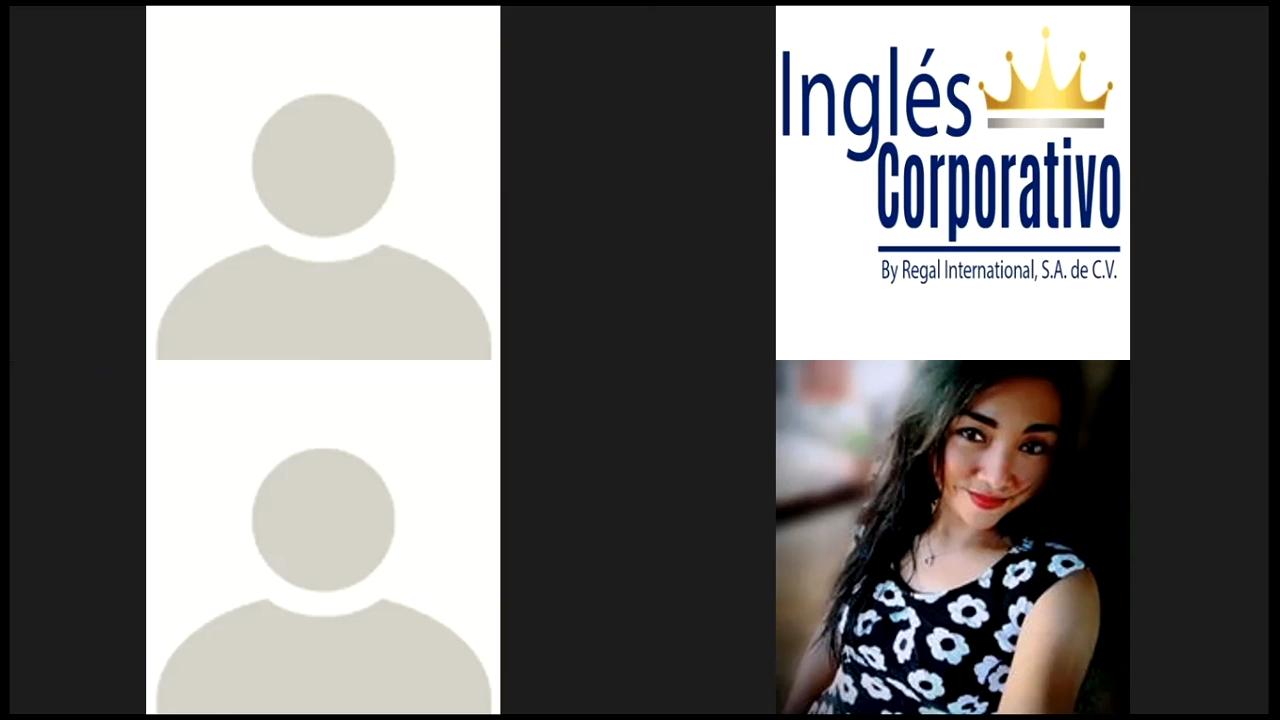 Inglés
Corporativo
By Regal International, S.A. de C.V.